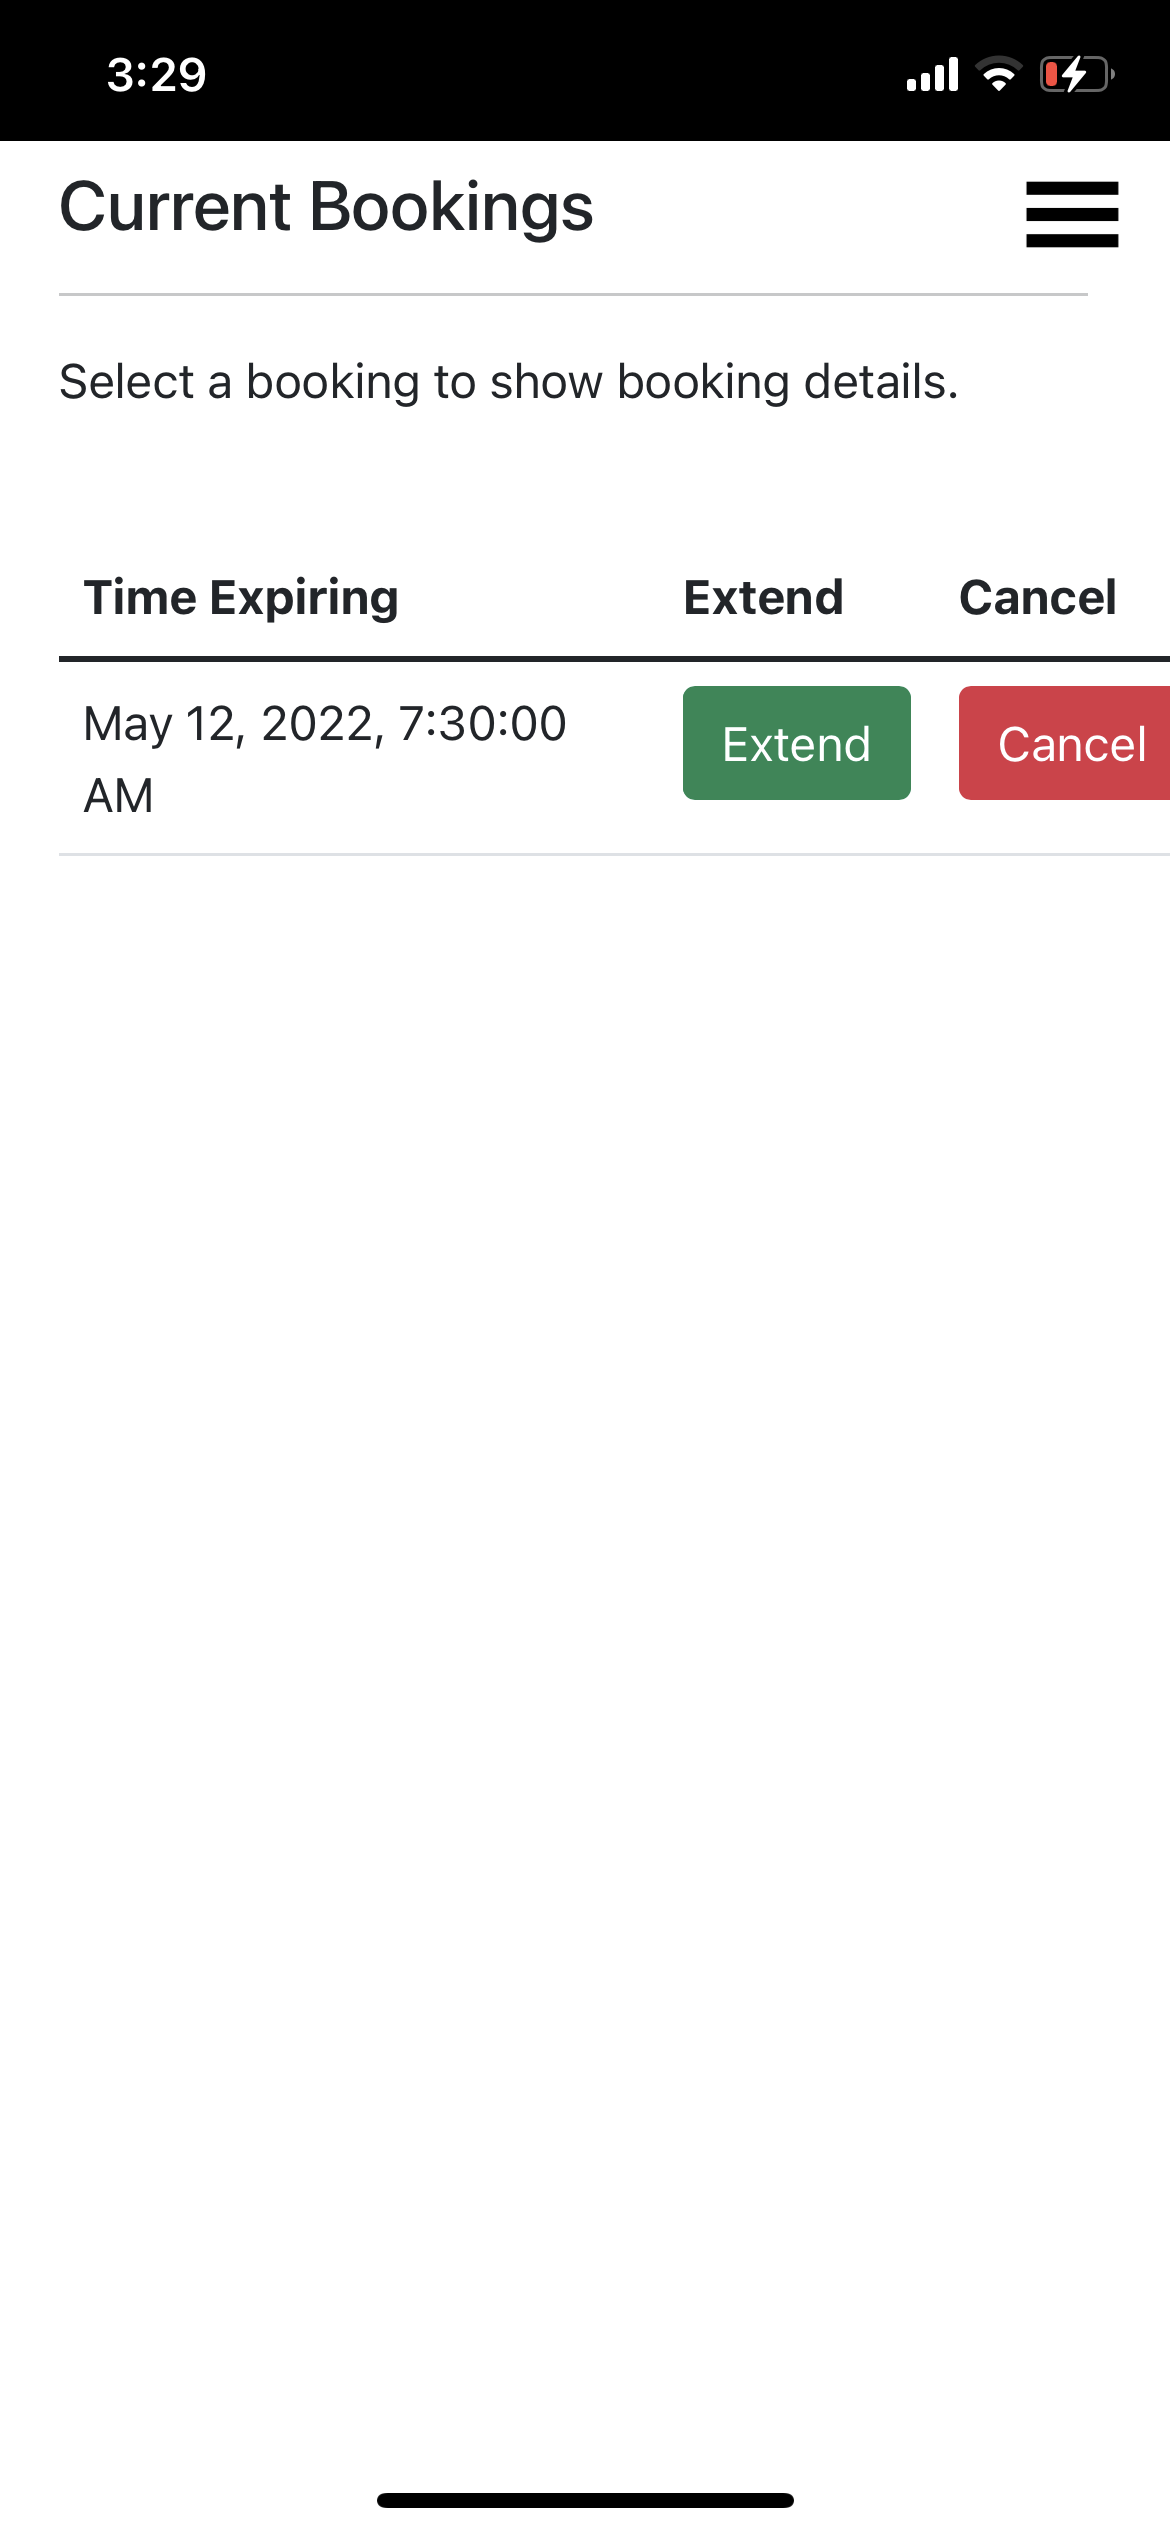 3:29
Current Bookings
Select a booking to show booking details.
Time Expiring Extend Cancel
May 12, 2022, 7:30:00 Extend Cancel
AM